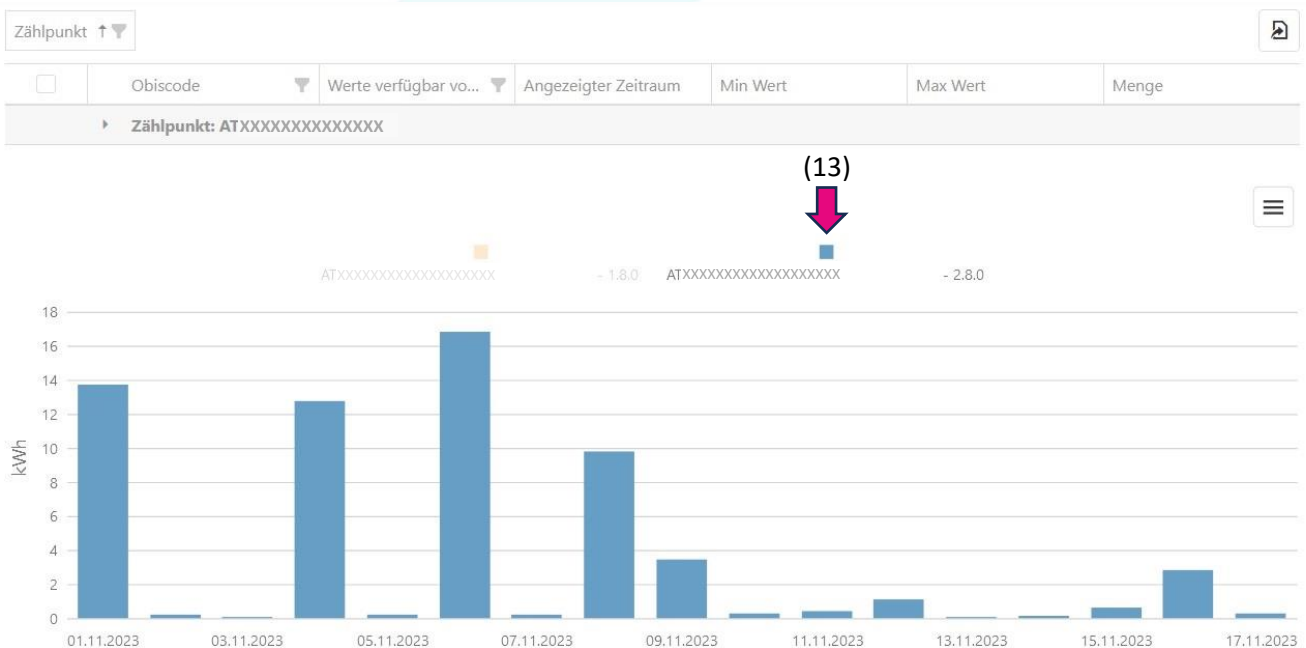 Zählpunkt
Obiscode Werte verfügbar vo... Angezeigter Zeitraum Min Wert Max Wert Menge
Zählpunkt: ATXXXXXXXXXXXXXX
(13)
ATXXXXXXXXXXXXXXXXXXX - 1.8.0 ATXXXXXXXXXXXXXXXXXXX - 2.8.0
18
16
14
12
10
8
6
4
2
0
kWh
01.11.2023 03.11.2023 05.11.2023 07.11.2023 09.11.2023 11.11.2023 13.11.2023 15.11.2023 17.11.2023